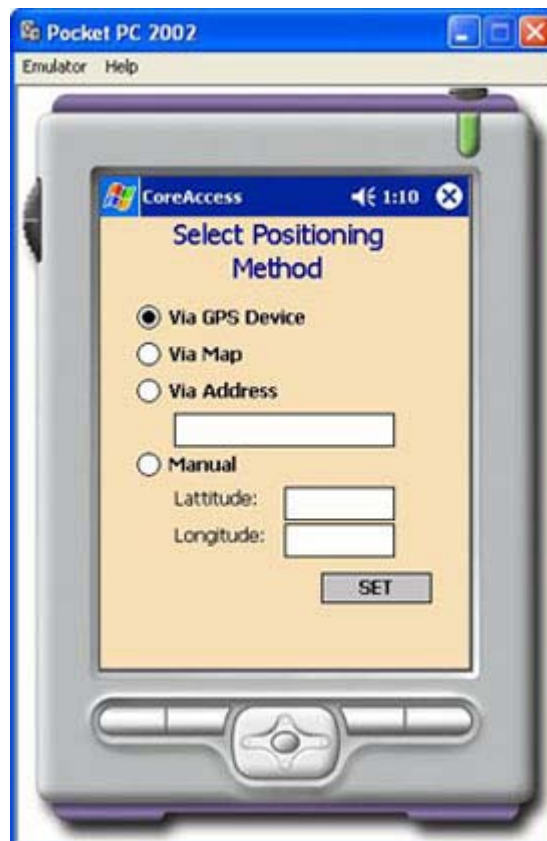 Pocket PC 2002
Emulator Help
CoreAccess 1:10
Select Positioning
Method
Via GPS Device
Via Map
Via Address
Manual
Lattitude:
Longitude:
SET